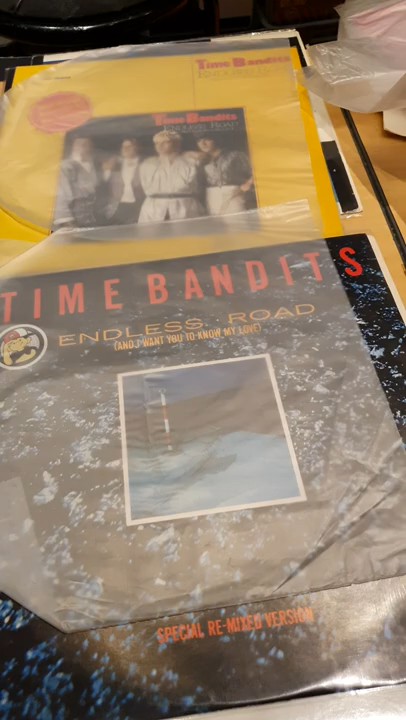 Time Bandits
Time Bandits
ENDLESS ROAD
TIME BANDITS
ENDLESS ROAD
(AND I WANT YOU TO KNOW MY LOVE)
SPECIAL RE-MIXED VERSION